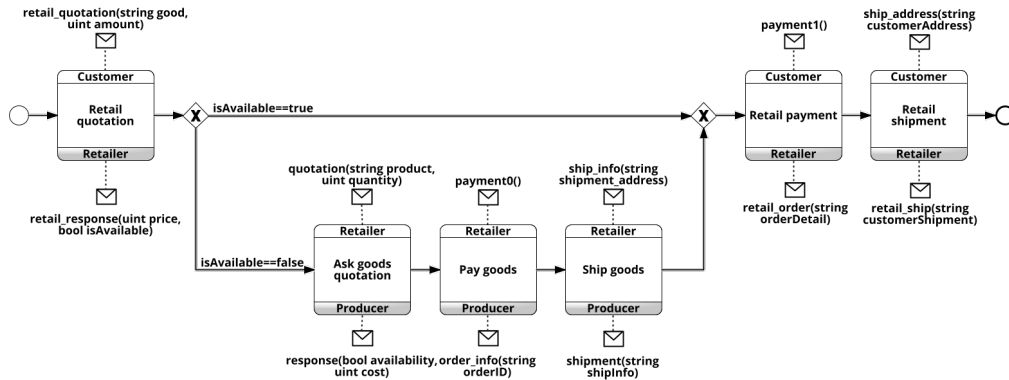 retail_quotation(string good,
uint amount)
Customer
Retail
quotation
Retailer
retail_response(uint price,
bool isAvailable)
X
isAvailable==true
isAvailable==false
quotation(string product,
uint quantity)
Retailer
Ask goods
quotation
Producer
response(bool availability,
uint cost)
payment0()
Retailer
Pay goods
Producer
order_info(string
orderID)
ship_info(string
shipment_address)
Retailer
Ship goods
Producer
shipment(string
shipInfo)
X
payment1()
Customer
Retail payment
Retailer
retail_order(string
orderDetail)
ship_address(string
customerAddress)
Customer
Retail
shipment
Retailer
retail_ship(string
customerShipment)